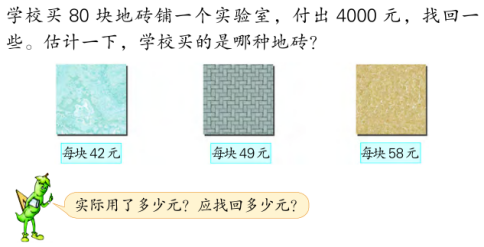 学校买 80 块地砖铺一个实验室，付出 4000 元，找回一
些。估计一下，学校买的是哪种地砖？
每块 42 元
每块 49 元
每块 58 元
实际用了多少元？应找回多少元？